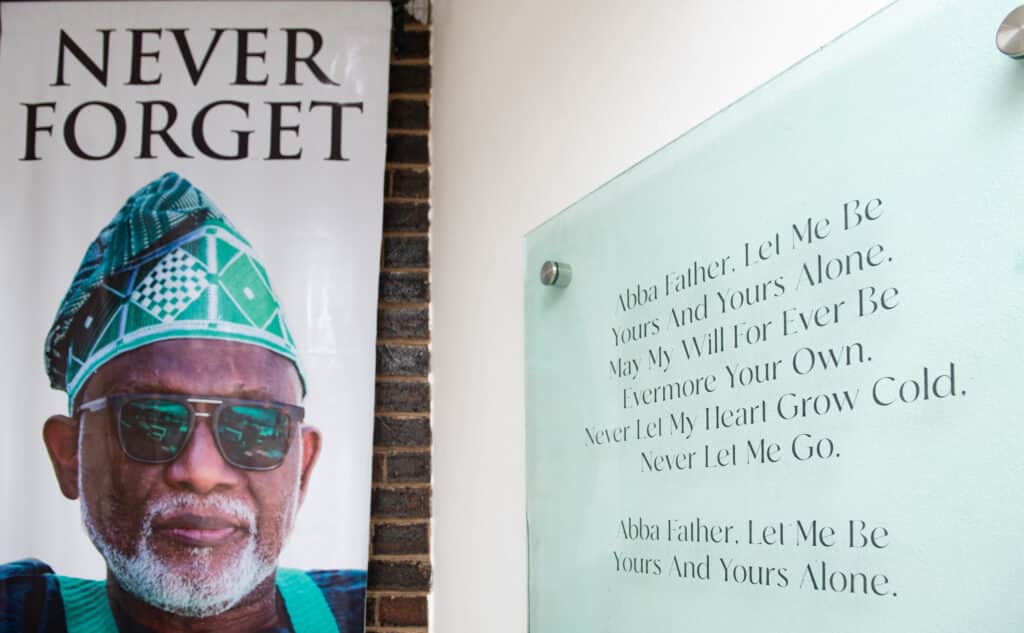 NEVER
FORGET
Abba Father, Let Me Be
Yours And Yours Alone.
May My Will For Ever Be
Evermore Your Own.
Never Let My Heart Grow Cold,
Never Let Me Go.
Abba Father, Let Me Be
Yours And Yours Alone.